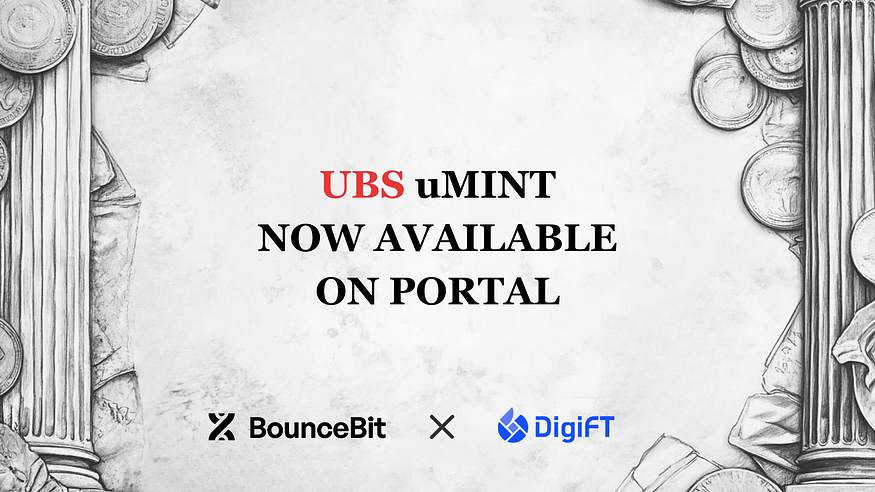 UBS uMINT
NOW AVAILABLE
ON PORTAL
BounceBit × DigiFT